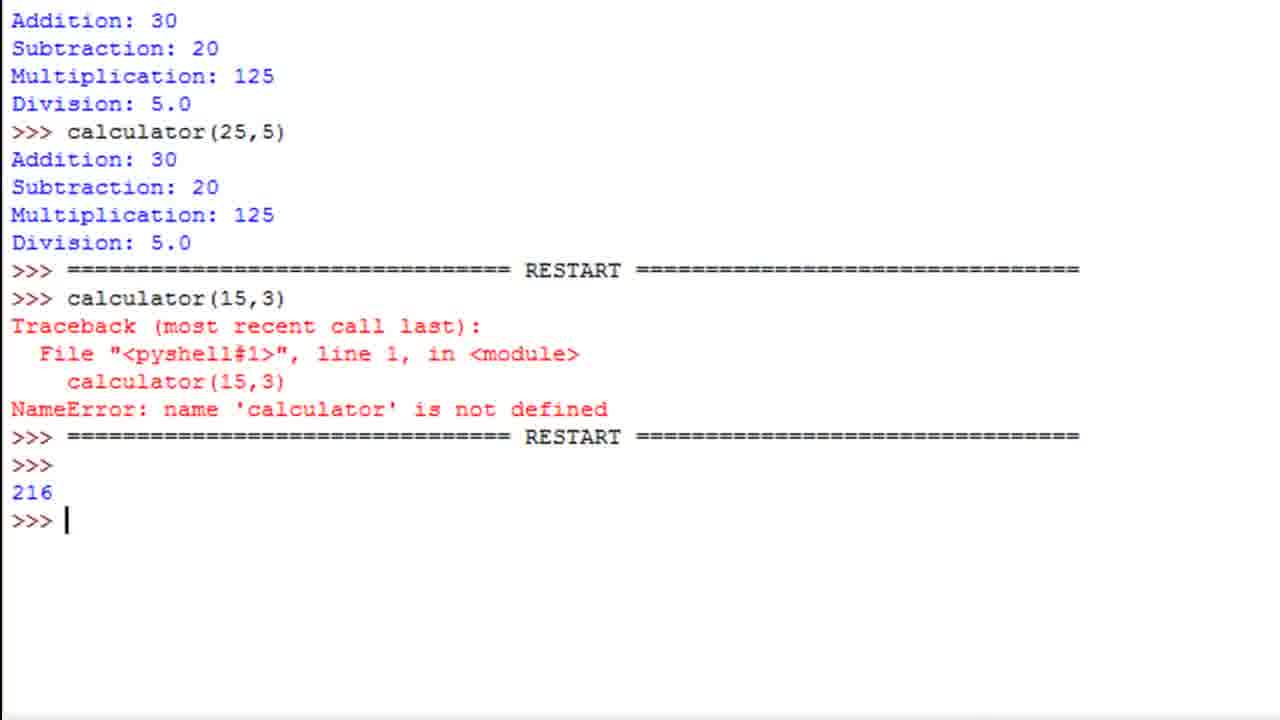 Addition: 30
Subtraction: 20
Multiplication: 125
Division: 5.0
>>> calculator(25,5)
Addition: 30
Subtraction: 20
Multiplication: 125
Division: 5.0
>>> ================================ RESTART ================================
>>> calculator(15,3)
Traceback (most recent call last):
  File "<pyshell#1>", line 1, in <module>
    calculator(15,3)
NameError: name 'calculator' is not defined
>>> ================================ RESTART ================================
>>>
216
>>>